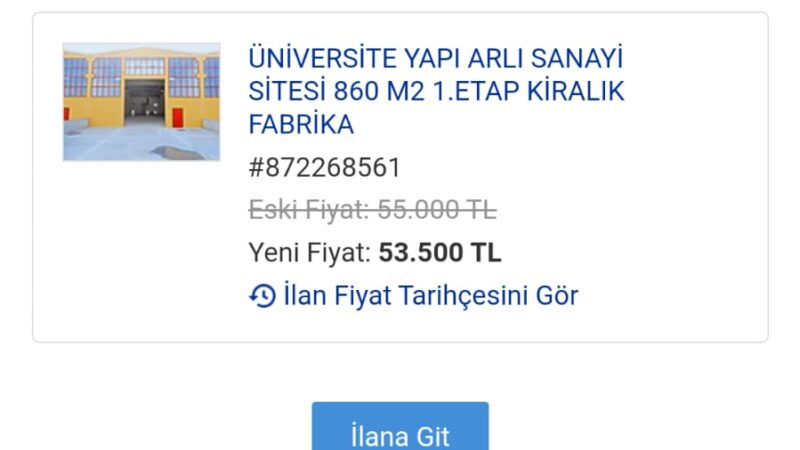 ÜNİVERSİTE YAPI ARLI SANAYİ
SİTESİ 860 M2 1.ETAP KİRALIK
FABRİKA
#872268561
Eski Fiyat: 55.000 TL
Yeni Fiyat: 53.500 TL
İlan Fiyat Tarihçesini Gör
İlana Git